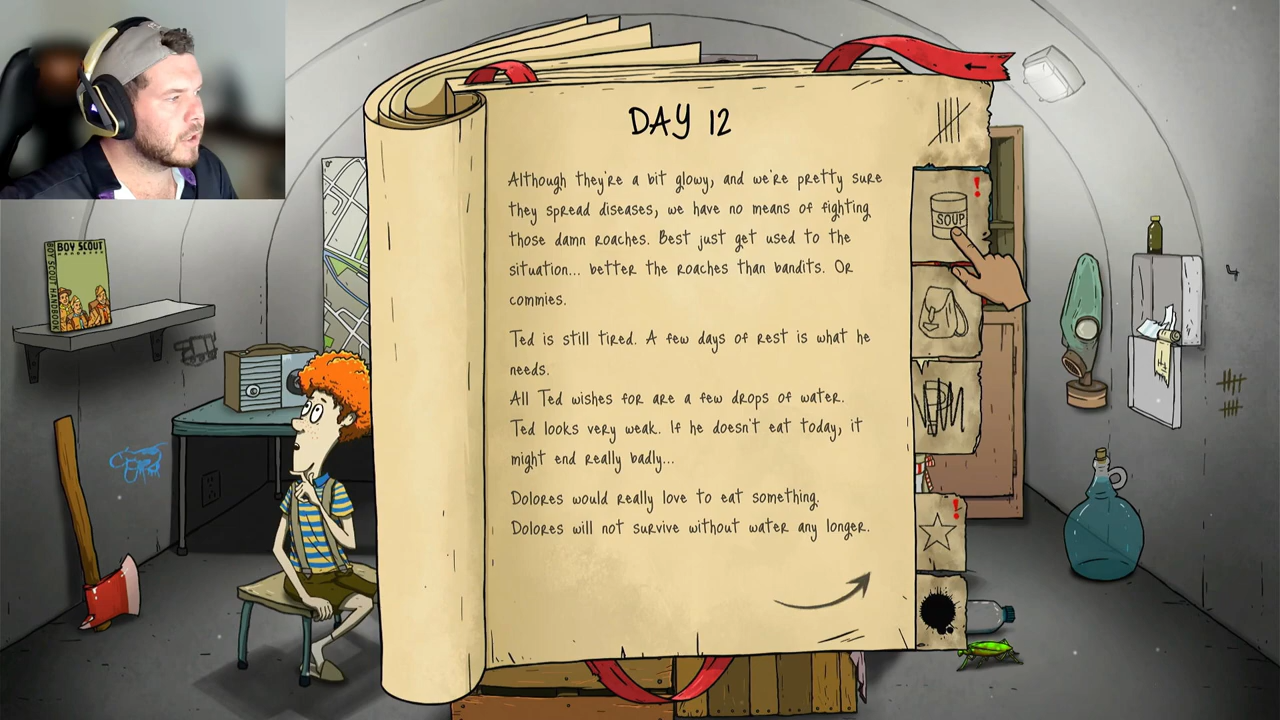 DAY 12
Although they're a bit glowy, and we're pretty sure
they spread diseases, we have no means of fighting
those damn roaches. Best just get used to the
situation... better the roaches than bandits. Or
commies.
Ted is still tired. A few days of rest is what he
needs.
All Ted wishes for are a few drops of water.
Ted looks very weak. If he doesn't eat today, it
might end really badly...
Dolores would really love to eat something.
Dolores will not survive without water any longer.
SOUP
BOY SCOUT
BOY SCOUT HANDBOOK